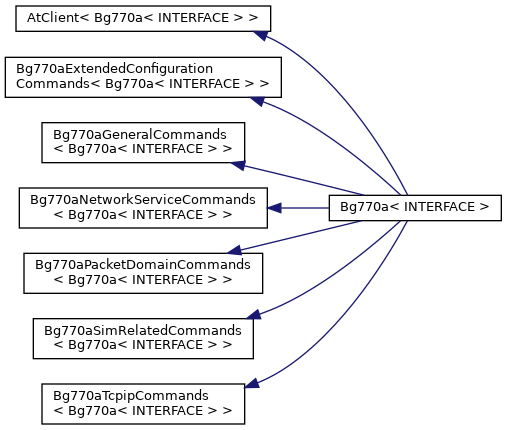 AtClient< Bg770a< INTERFACE > >
Bg770aExtendedConfiguration
Commands< Bg770a< INTERFACE > >
Bg770aGeneralCommands
< Bg770a< INTERFACE > >
Bg770aNetworkServiceCommands
< Bg770a< INTERFACE > >
Bg770a< INTERFACE >
Bg770aPacketDomainCommands
< Bg770a< INTERFACE > >
Bg770aSimRelatedCommands
< Bg770a< INTERFACE > >
Bg770aTcpipCommands
< Bg770a< INTERFACE > >